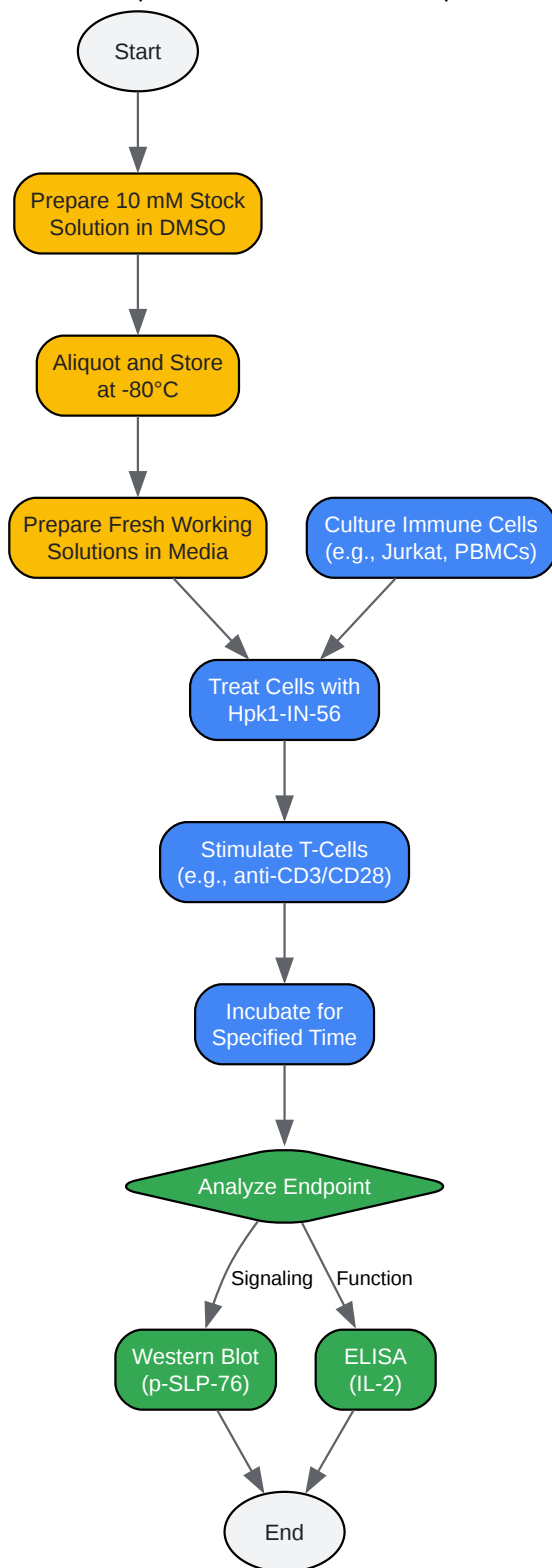 Start
Prepare 10 mM Stock
Solution in DMSO
Aliquot and Store
at -80°C
Prepare Fresh Working
Solutions in Media
Culture Immune Cells
(e.g., Jurkat, PBMCs)
Treat Cells with
Hpk1-IN-56
Stimulate T-Cells
(e.g., anti-CD3/CD28)
Incubate for
Specified Time
Analyze Endpoint
Signaling
Function
Western Blot
(p-SLP-76)
ELISA
(IL-2)
End